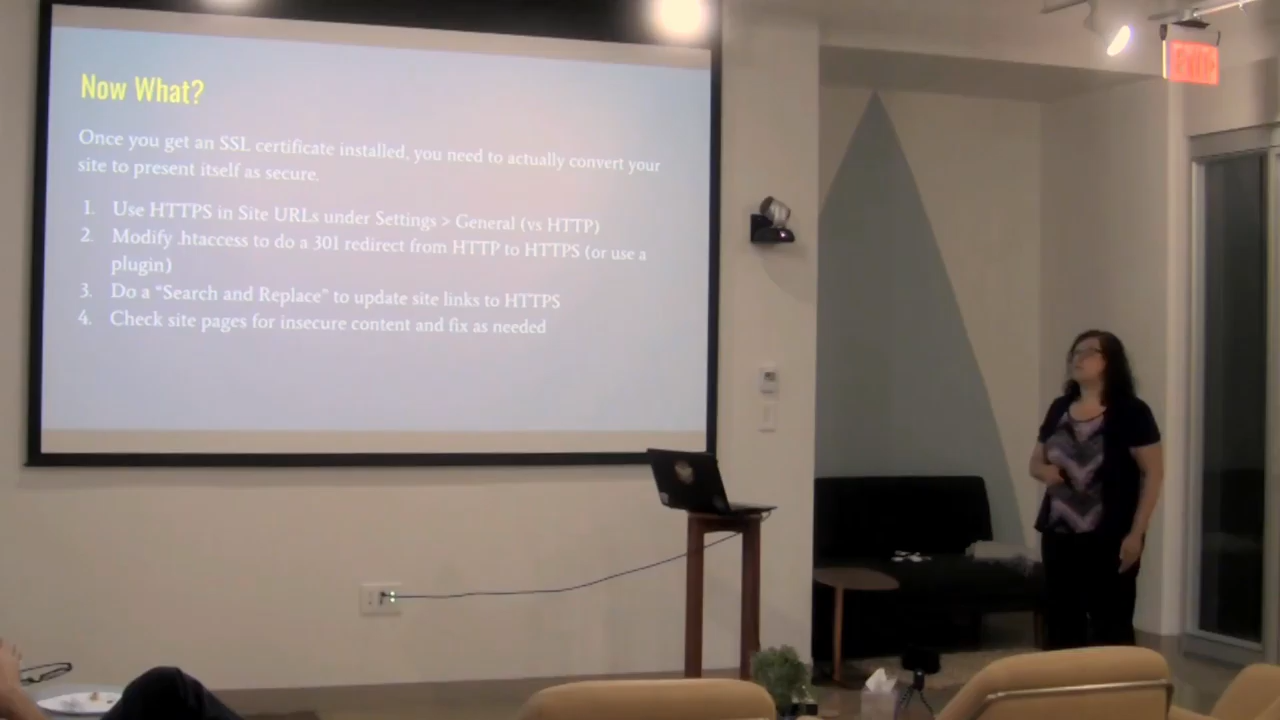 Now What?
Once you get an SSL certificate installed, you need to actually convert your
site to present itself as secure.
1. Use HTTPS in Site URLs under Settings > General (vs HTTP)
2. Modify .htaccess to do a 301 redirect from HTTP to HTTPS (or use a
plugin)
3. Do a “Search and Replace” to update site links to HTTPS
4. Check site pages for insecure content and fix as needed
EXIT